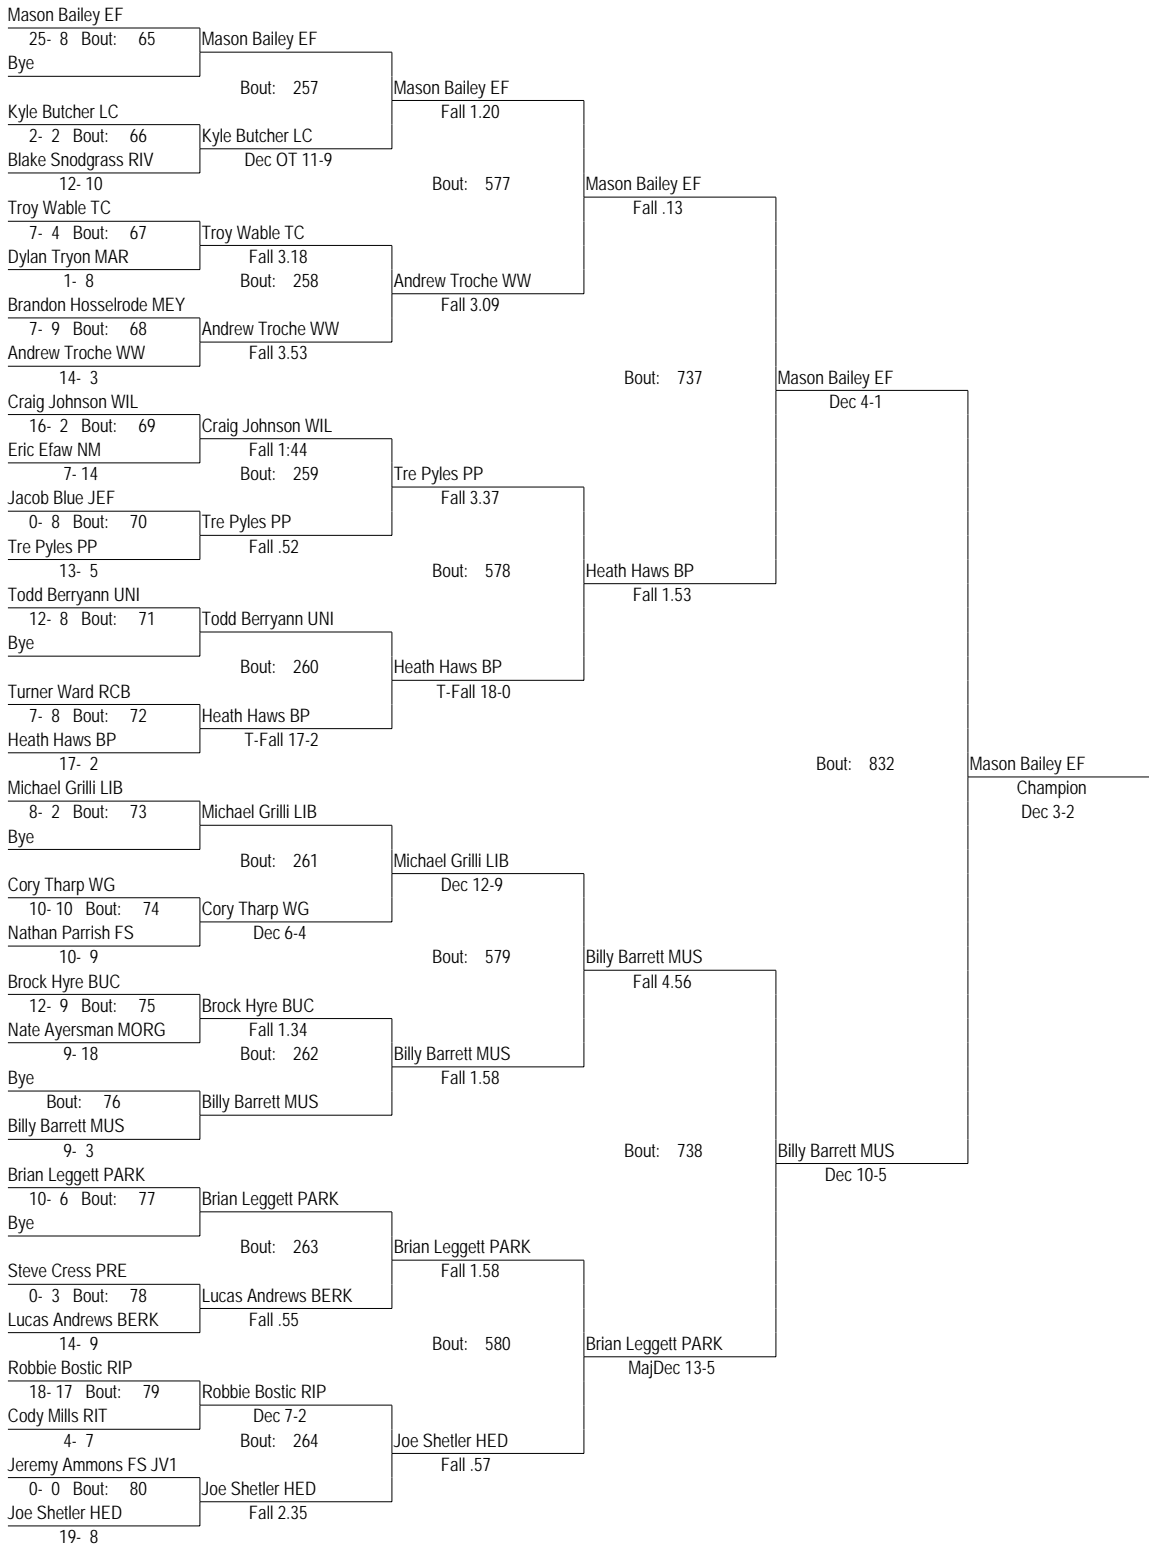 Mason Bailey EF
25- 8 Bout: 65 Mason Bailey EF
Bye
Bout: 257 Mason Bailey EF
Kyle Butcher LC Fall 1.20
2- 2 Bout: 66 Kyle Butcher LC
Blake Snodgrass RIV Dec OT 11-9
12- 10 Bout: 577 Mason Bailey EF
Troy Wable TC Fall .13
7- 4 Bout: 67 Troy Wable TC
Dylan Tryon MAR Fall 3.18
1- 8 Bout: 258 Andrew Troche WW
Brandon Hosselrode MEY Fall 3.09
7- 9 Bout: 68 Andrew Troche WW
Andrew Troche WW Fall 3.53
14- 3 Bout: 737 Mason Bailey EF
Craig Johnson WIL Dec 4-1
16- 2 Bout: 69 Craig Johnson WIL
Eric Efaw NM Fall 1:44
7- 14 Bout: 259 Tre Pyles PP
Jacob Blue JEF Fall 3.37
0- 8 Bout: 70 Tre Pyles PP
Tre Pyles PP Fall .52
13- 5 Bout: 578 Heath Haws BP
Todd Berryann UNI Fall 1.53
12- 8 Bout: 71 Todd Berryann UNI
Bye
Bout: 260 Heath Haws BP
Turner Ward RCB T-Fall 18-0
7- 8 Bout: 72 Heath Haws BP
Heath Haws BP T-Fall 17-2
17- 2 Bout: 832 Mason Bailey EF
Michael Grilli LIB Champion
8- 2 Bout: 73 Michael Grilli LIB Dec 3-2
Bye
Bout: 261 Michael Grilli LIB
Cory Tharp WG Dec 12-9
10- 10 Bout: 74 Cory Tharp WG
Nathan Parrish FS Dec 6-4
10- 9 Bout: 579 Billy Barrett MUS
Brock Hyre BUC Fall 4.56
12- 9 Bout: 75 Brock Hyre BUC
Nate Ayersman MORG Fall 1.34
9- 18 Bout: 262 Billy Barrett MUS
Bye Fall 1.58
Bout: 76 Billy Barrett MUS
Billy Barrett MUS
9- 3 Bout: 738 Billy Barrett MUS
Brian Leggett PARK Dec 10-5
10- 6 Bout: 77 Brian Leggett PARK
Bye
Bout: 263 Brian Leggett PARK
Steve Cress PRE Fall 1.58
0- 3 Bout: 78 Lucas Andrews BERK
Lucas Andrews BERK Fall .55
14- 9 Bout: 580 Brian Leggett PARK
Robbie Bostic RIP MajDec 13-5
18- 17 Bout: 79 Robbie Bostic RIP
Cody Mills RIT Dec 7-2
4- 7 Bout: 264 Joe Shetler HED
Jeremy Ammons FS JV1 Fall .57
0- 0 Bout: 80 Joe Shetler HED
Joe Shetler HED Fall 2.35
19- 8